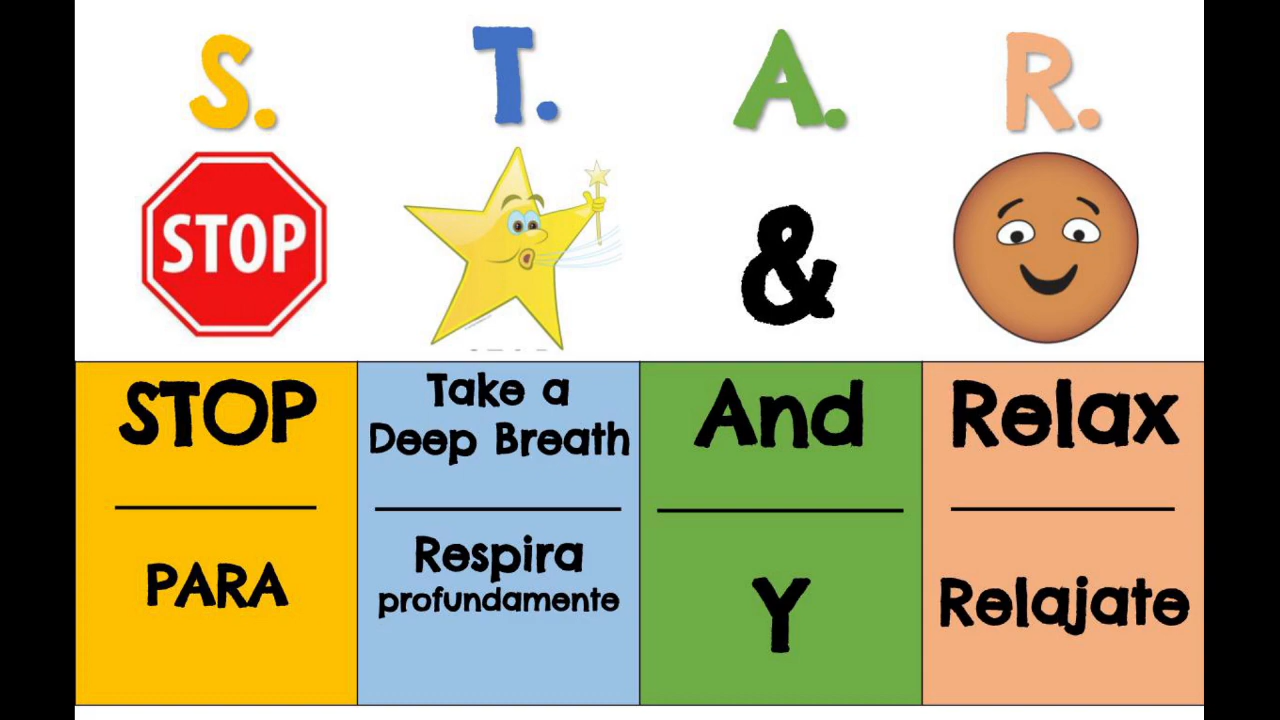 S. T. A. R.
STOP
&
STOP
Take a
Deep Breath
And
Relax
PARA
Respira
profundamente
Y
Relajate